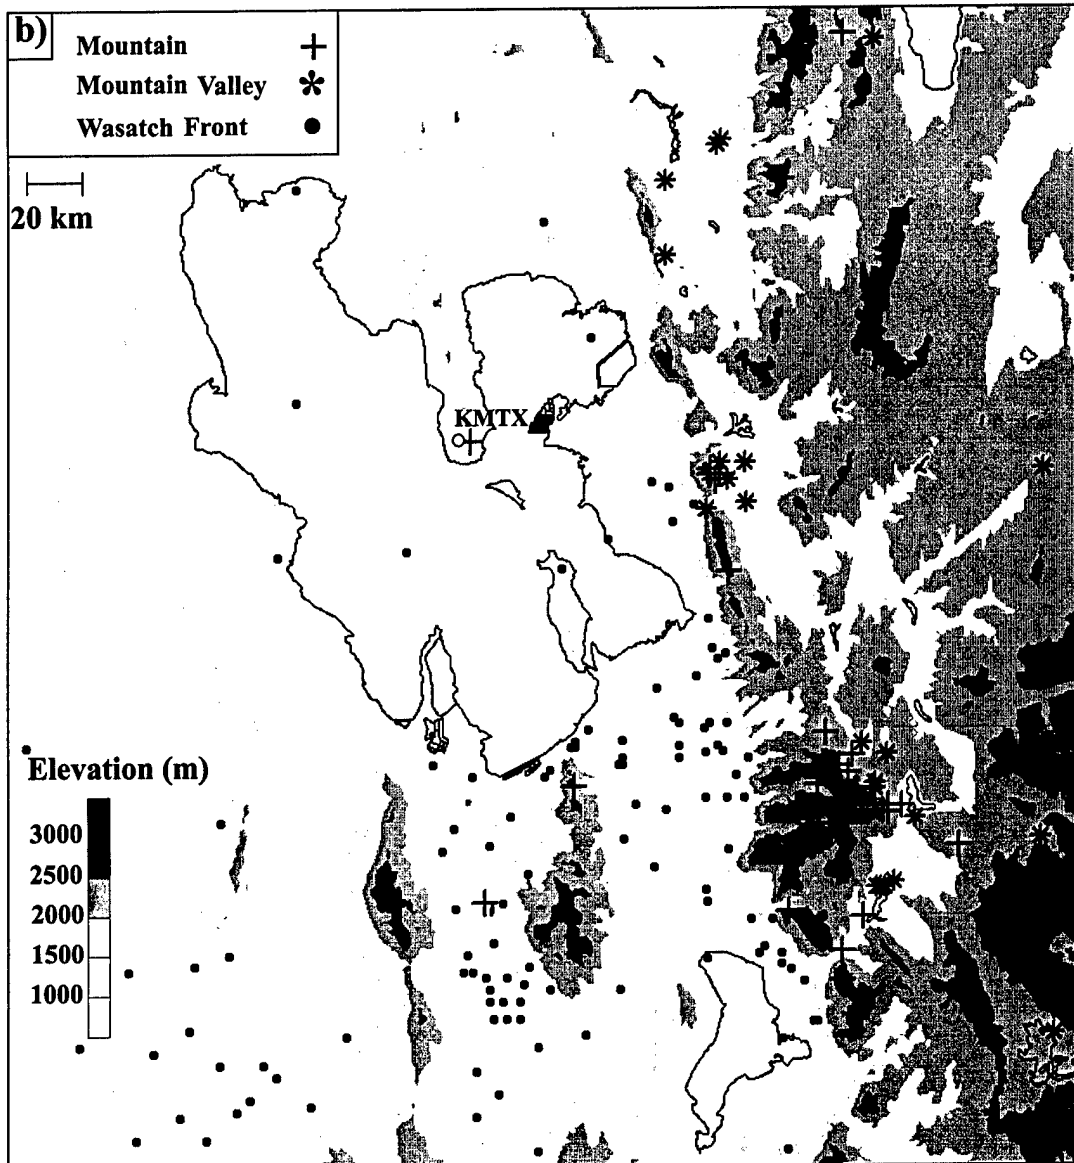 b)
Mountain
Mountain Valley
Wasatch Front
20 km
KMTX
Elevation (m)
3000
2500
2000
1500
1000